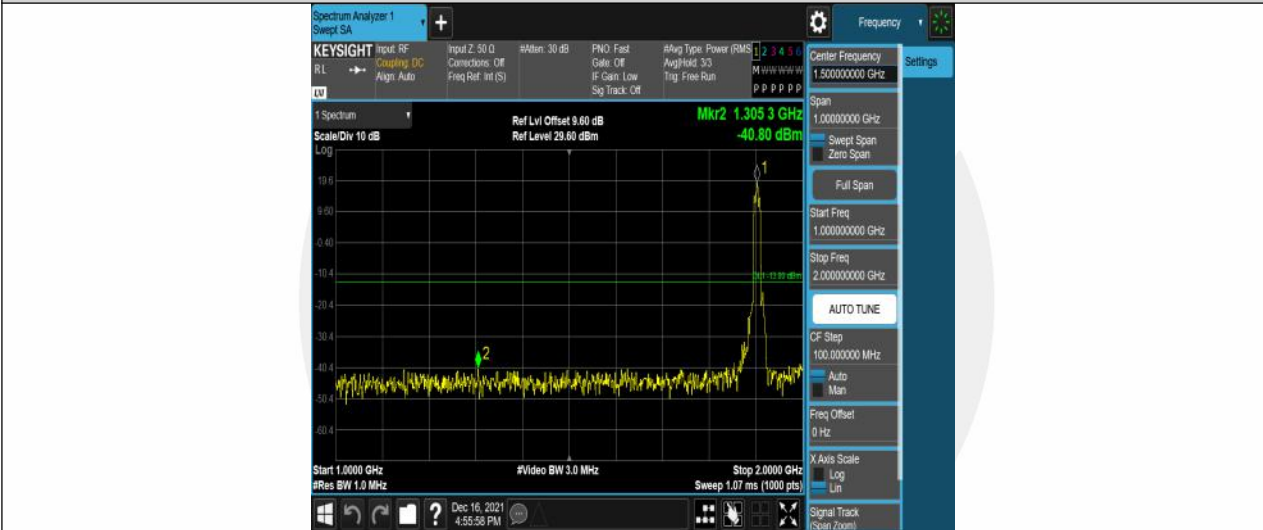 Spectrum Analyzer 1
Swept SA
+
Frequency
KEYSIGHT
RL
LV
Input: RF
Coupling: DC
Align: Auto
Input Z: 50 Ω
Corrections: Off
Freq Ref: Int (S)
#Atten: 30 dB
PNO: Fast
Gate: Off
IF Gain: Low
Sig Track: Off
#Avg Type: Power (RMS
Avg|Hold: 3/3
Trig: Free Run
1 2 3 4 5 6
M W W W W W
P P P P P P
1 Spectrum
Scale/Div 10 dB
Log
Ref Lvl Offset 9.60 dB
Ref Level 29.60 dBm
Mkr2 1.305 3 GHz
-40.80 dBm
19.6
9.60
-0.40
-10.4
-20.4
-30.4
-40.4
-50.4
-60.4
1
2
DL1 -13.00 dBm
Start 1.0000 GHz
#Res BW 1.0 MHz
#Video BW 3.0 MHz
Stop 2.0000 GHz
Sweep 1.07 ms (1000 pts)
Center Frequency
1.500000000 GHz
Settings
Span
1.00000000 GHz
Swept Span
Zero Span
Full Span
Start Freq
1.000000000 GHz
Stop Freq
2.000000000 GHz
AUTO TUNE
CF Step
100.000000 MHz
Auto
Man
Freq Offset
0 Hz
X Axis Scale
Log
Lin
Signal Track
(Span Zoom)
?
Dec 16, 2021
4:55:58 PM